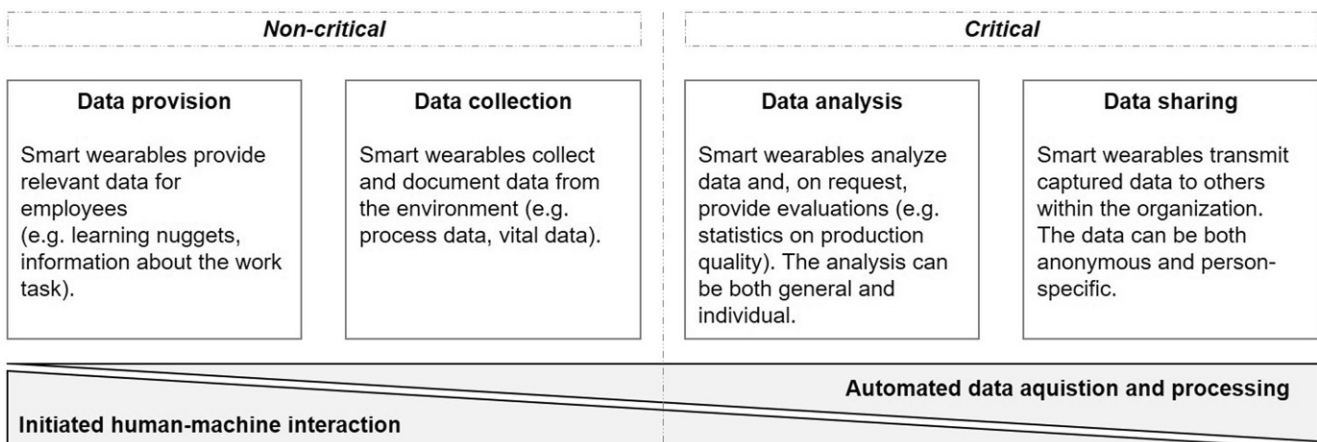 Non-critical
Critical
Data provision
Smart wearables provide
relevant data for
employees
(e.g. learning nuggets,
information about the work
task).
Data collection
Smart wearables collect
and document data from
the environment (e.g.
process data, vital data).
Data analysis
Smart wearables analyze
data and, on request,
provide evaluations (e.g.
statistics on production
quality). The analysis can
be both general and
individual.
Data sharing
Smart wearables transmit
captured data to others
within the organization.
The data can be both
anonymous and person-
specific.
Automated data aquistion and processing
Initiated human-machine interaction